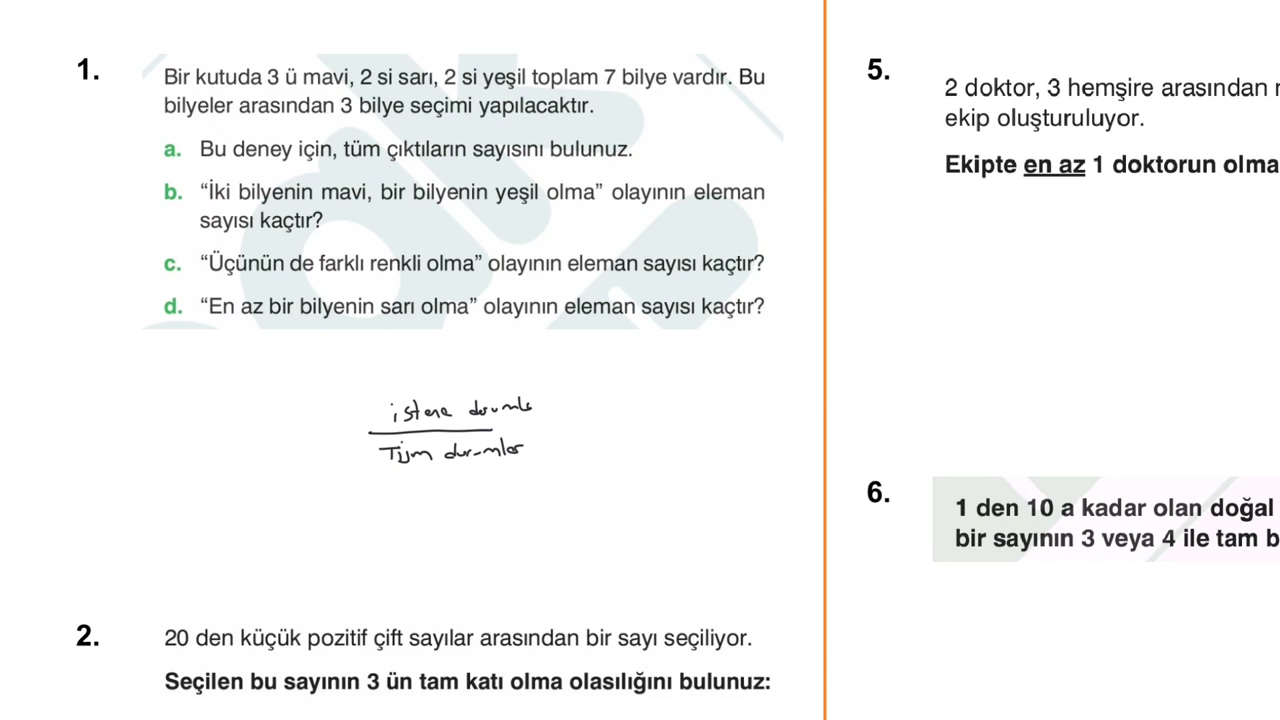 1.
Bir kutuda 3 ü mavi, 2 si sarı, 2 si yeşil toplam 7 bilye vardır. Bu
bilyeler arasından 3 bilye seçimi yapılacaktır.
a. Bu deney için, tüm çıktıların sayısını bulunuz.
b. “İki bilyenin mavi, bir bilyenin yeşil olma” olayının eleman
sayısı kaçtır?
c. “Üçünün de farklı renkli olma” olayının eleman sayısı kaçtır?
d. “En az bir bilyenin sarı olma” olayının eleman sayısı kaçtır?
Tüm
2.
20 den küçük pozitif çift sayılar arasından bir sayı seçiliyor.
Seçilen bu sayının 3 ün tam katı olma olasılığını bulunuz:
5.
2 doktor, 3 hemşire arasından
ekip oluşturuluyor.
Ekipte en az 1 doktorun olma
6.
1 den 10 a kadar olan doğal
bir sayının 3 veya 4 ile tam b